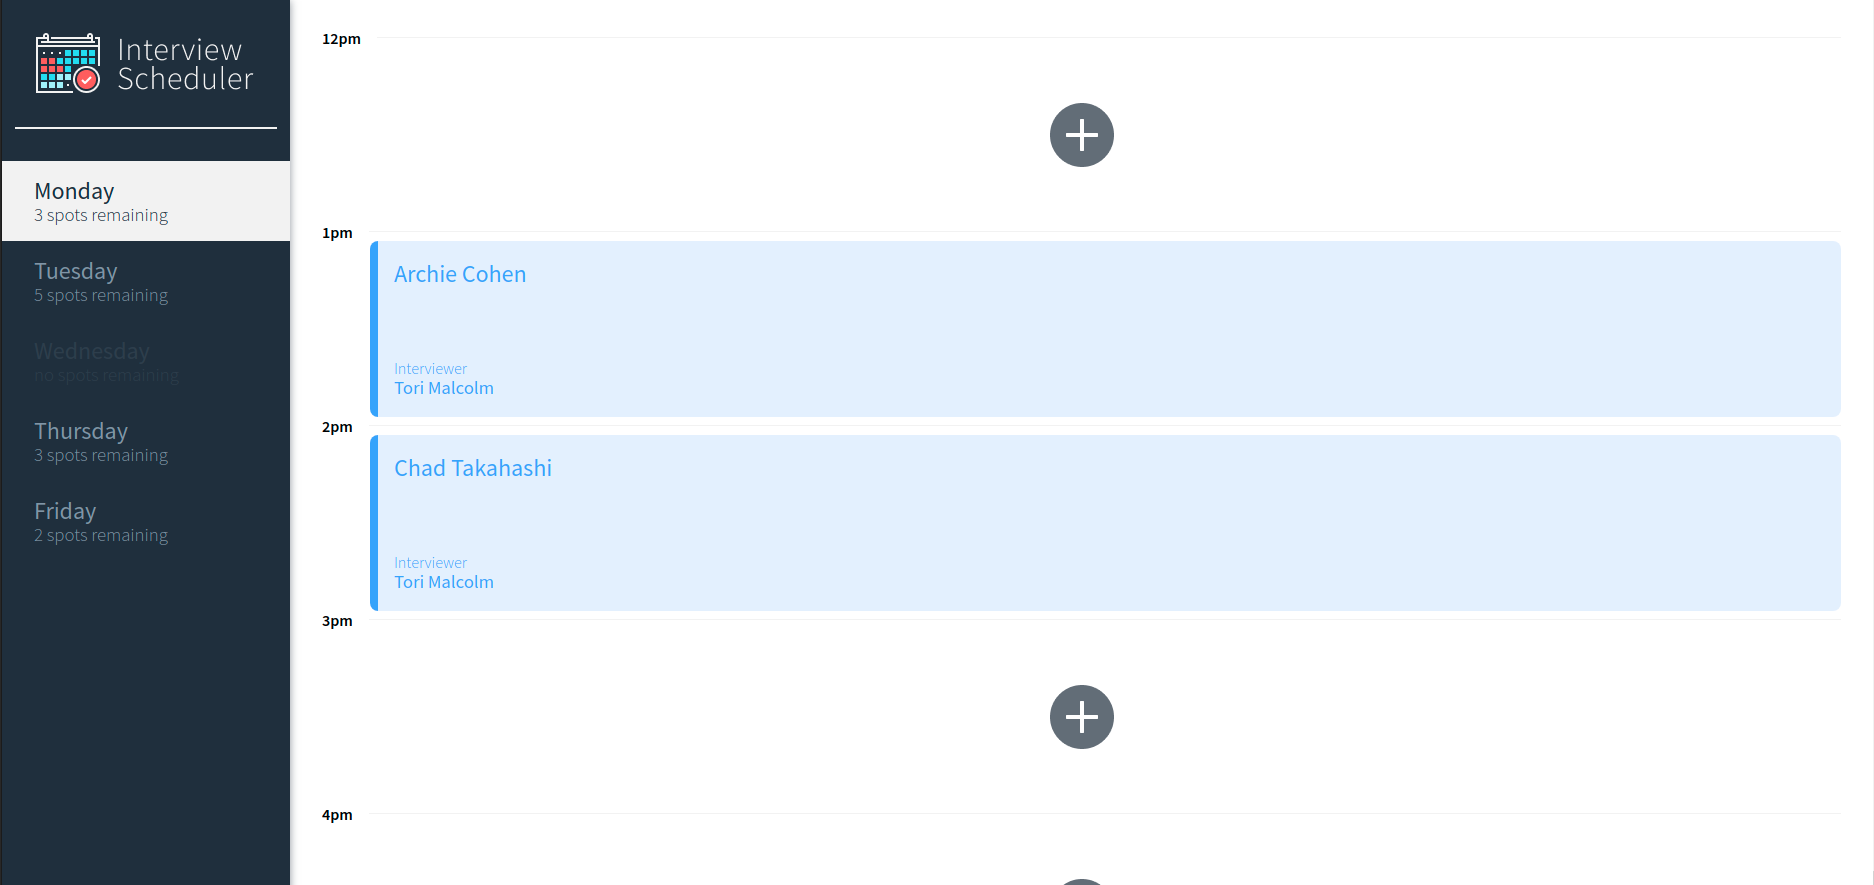 Interview
Scheduler
Monday
3 spots remaining
Tuesday
5 spots remaining
Wednesday
no spots remaining
Thursday
3 spots remaining
Friday
2 spots remaining
12pm
1pm
Archie Cohen
Interviewer
Tori Malcolm
2pm
Chad Takahashi
Interviewer
Tori Malcolm
3pm
4pm